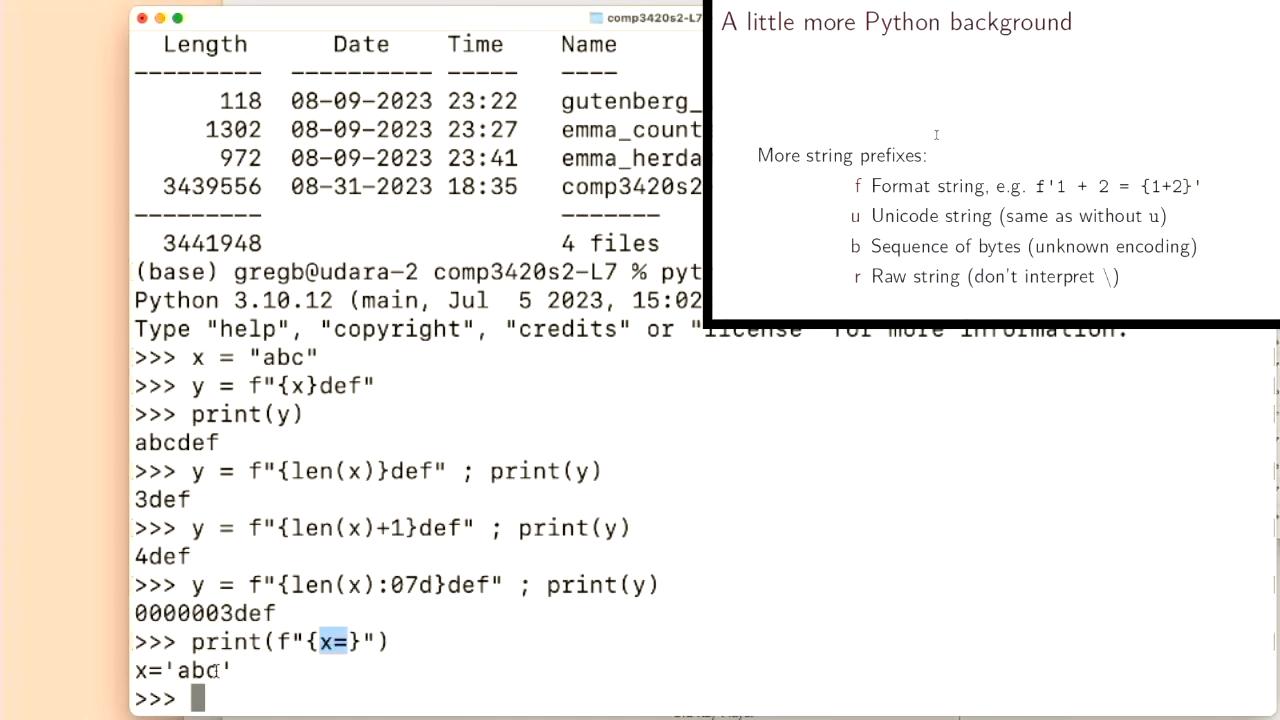 comp3420s2-L7
Length Date Time Name
--------- ---------- ----- ----
118 08-09-2023 23:22 gutenberg_
1302 08-09-2023 23:27 emma_count
972 08-09-2023 23:41 emma_herda
3439556 08-31-2023 18:35 comp3420s2
--------- -------
3441948 4 files
(base) gregb@udara-2 comp3420s2-L7 % pyt
Python 3.10.12 (main, Jul 5 2023, 15:02
Type "help", "copyright", "credits" or "license" for more information.
>>> x = "abc"
>>> y = f"{x}def"
>>> print(y)
abcdef
>>> y = f"{len(x)}def" ; print(y)
3def
>>> y = f"{len(x)+1}def" ; print(y)
4def
>>> y = f"{len(x):07d}def" ; print(y)
0000003def
>>> print(f"{x=}")
x='abc'
>>>
A little more Python background
More string prefixes:
f Format string, e.g. f'1 + 2 = {1+2}'
u Unicode string (same as without u)
b Sequence of bytes (unknown encoding)
r Raw string (don't interpret \)